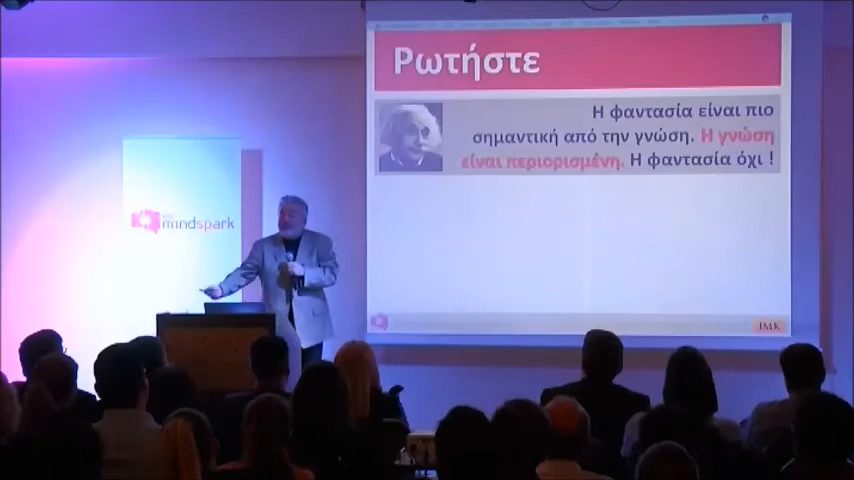 Ρωτήστε
Η φαντασία είναι πιο
σημαντική από την γνώση. Η γνώση
είναι περιορισμένη. Η φαντασία όχι !
mindspark
JMK